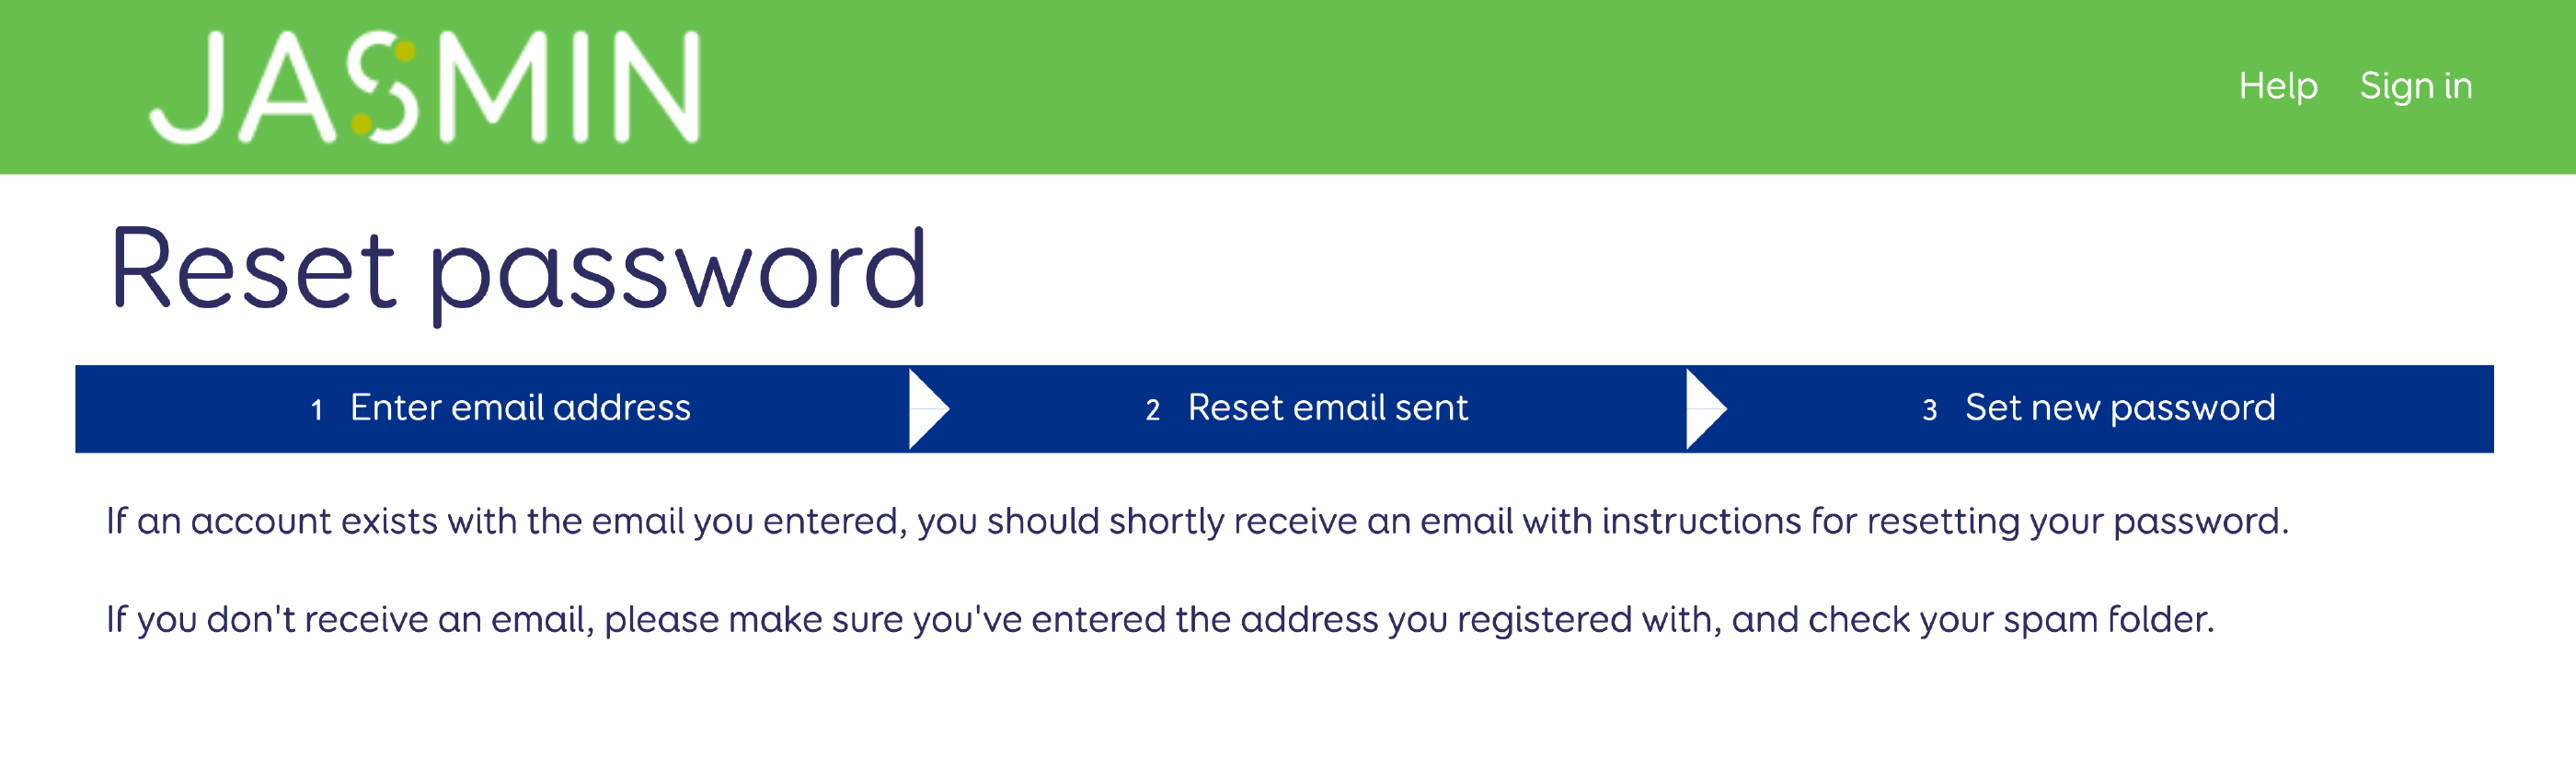 JASMIN
Help Sign in
Reset password
1 Enter email address 2 Reset email sent 3 Set new password
If an account exists with the email you entered, you should shortly receive an email with instructions for resetting your password.
If you don't receive an email, please make sure you've entered the address you registered with, and check your spam folder.